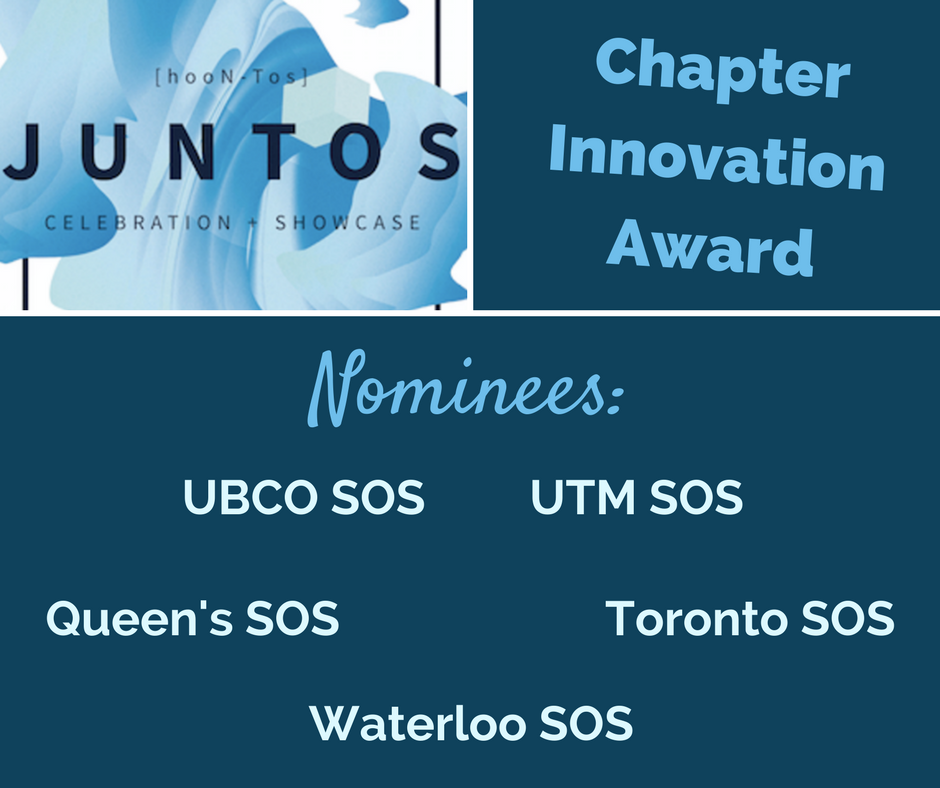 [hooN-Tos]
JUNTOS
CELEBRATION + SHOWCASE
Chapter
Innovation
Award
Nominees:
UBCO SOS
UTM SOS
Queen's SOS
Toronto SOS
Waterloo SOS